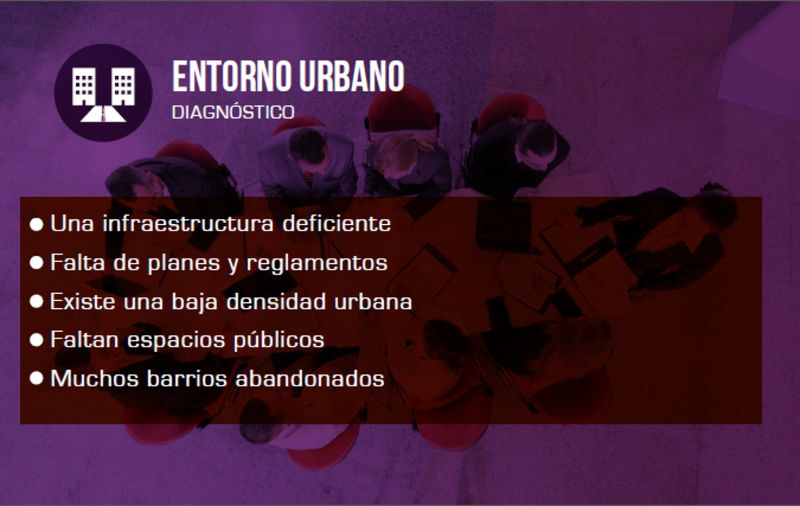 ENTORNO URBANO
DIAGNÓSTICO
Una infraestructura deficiente
Falta de planes y reglamentos
Existe una baja densidad urbana
Faltan espacios públicos
Muchos barrios abandonados